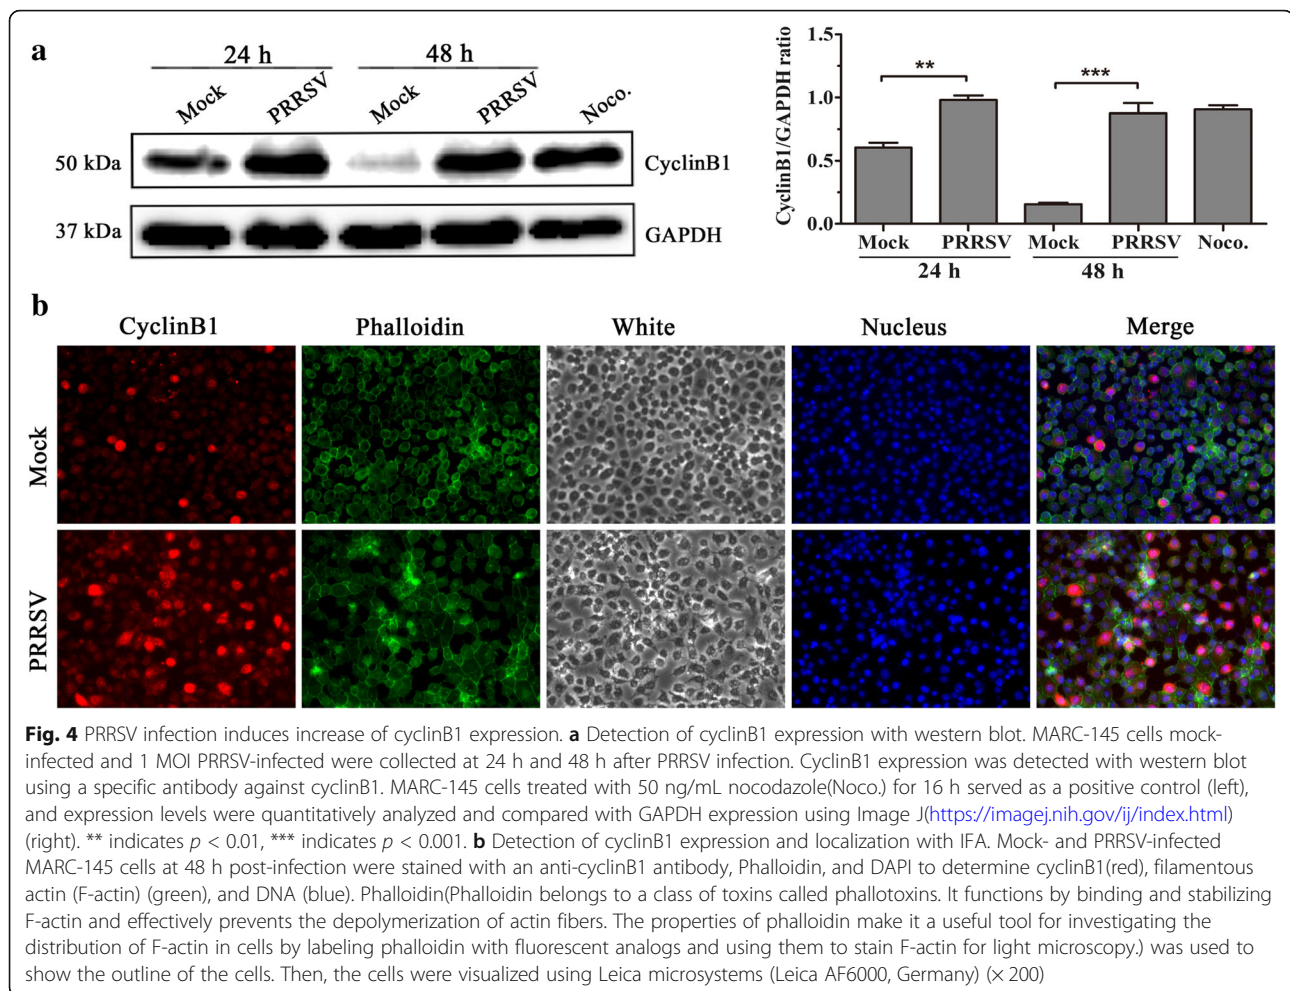 a
24 h
48 h
Mock
PRRSV
Mock
PRRSV
Noco.
50 kDa
CyclinB1
37 kDa
GAPDH
CyclinB1/GAPDH ratio
1.5
1.0
0.5
0.0
**
***
Mock
PRRSV
Mock
PRRSV
Noco.
24 h
48 h
b
CyclinB1
Phalloidin
White
Nucleus
Merge
Mock
PRRSV
Fig. 4 PRRSV infection induces increase of cyclinB1 expression. a Detection of cyclinB1 expression with western blot. MARC-145 cells mock-
infected and 1 MOI PRRSV-infected were collected at 24 h and 48 h after PRRSV infection. CyclinB1 expression was detected with western blot
using a specific antibody against cyclinB1. MARC-145 cells treated with 50 ng/mL nocodazole(Noco.) for 16 h served as a positive control (left),
and expression levels were quantitatively analyzed and compared with GAPDH expression using Image J(https://imagej.nih.gov/ij/index.html)
(right). ** indicates p < 0.01, *** indicates p < 0.001. b Detection of cyclinB1 expression and localization with IFA. Mock- and PRRSV-infected
MARC-145 cells at 48 h post-infection were stained with an anti-cyclinB1 antibody, Phalloidin, and DAPI to determine cyclinB1(red), filamentous
actin (F-actin) (green), and DNA (blue). Phalloidin(Phalloidin belongs to a class of toxins called phallotoxins. It functions by binding and stabilizing
F-actin and effectively prevents the depolymerization of actin fibers. The properties of phalloidin make it a useful tool for investigating the
distribution of F-actin in cells by labeling phalloidin with fluorescent analogs and using them to stain F-actin for light microscopy.) was used to
show the outline of the cells. Then, the cells were visualized using Leica microsystems (Leica AF6000, Germany) (× 200)